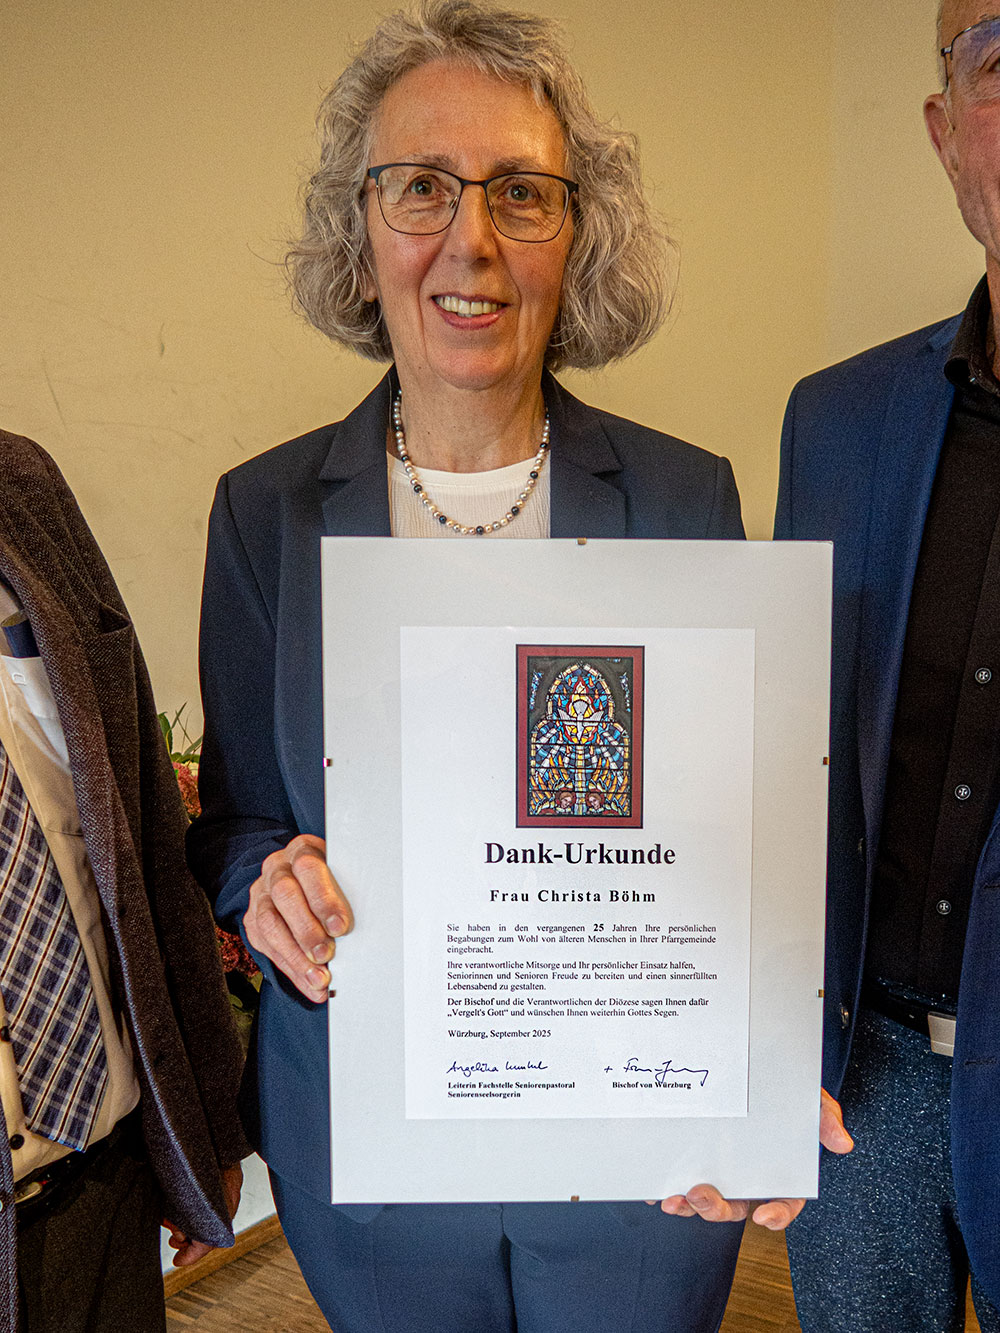 Dank-Urkunde
Frau Christa Böhm
Sie haben in den vergangenen 25 Jahren Ihre persönlichen
Begabungen zum Wohl von älteren Menschen in Ihrer Pfarrgemeinde
eingebracht.
Ihre verantwortliche Mitsorge und Ihr persönlicher Einsatz halfen,
Seniorinnen und Senioren Freude zu bereiten und einen sinnerfüllten
Lebensabend zu gestalten.
Der Bischof und die Verantwortlichen der Diözese sagen Ihnen dafür
„Vergelt's Gott“ und wünschen Ihnen weiterhin Gottes Segen.
Würzburg, September 2025
Angelika
Leiterin Fachstelle Seniorenpastoral
Seniorenseelsorgerin
Bischof von Würzburg